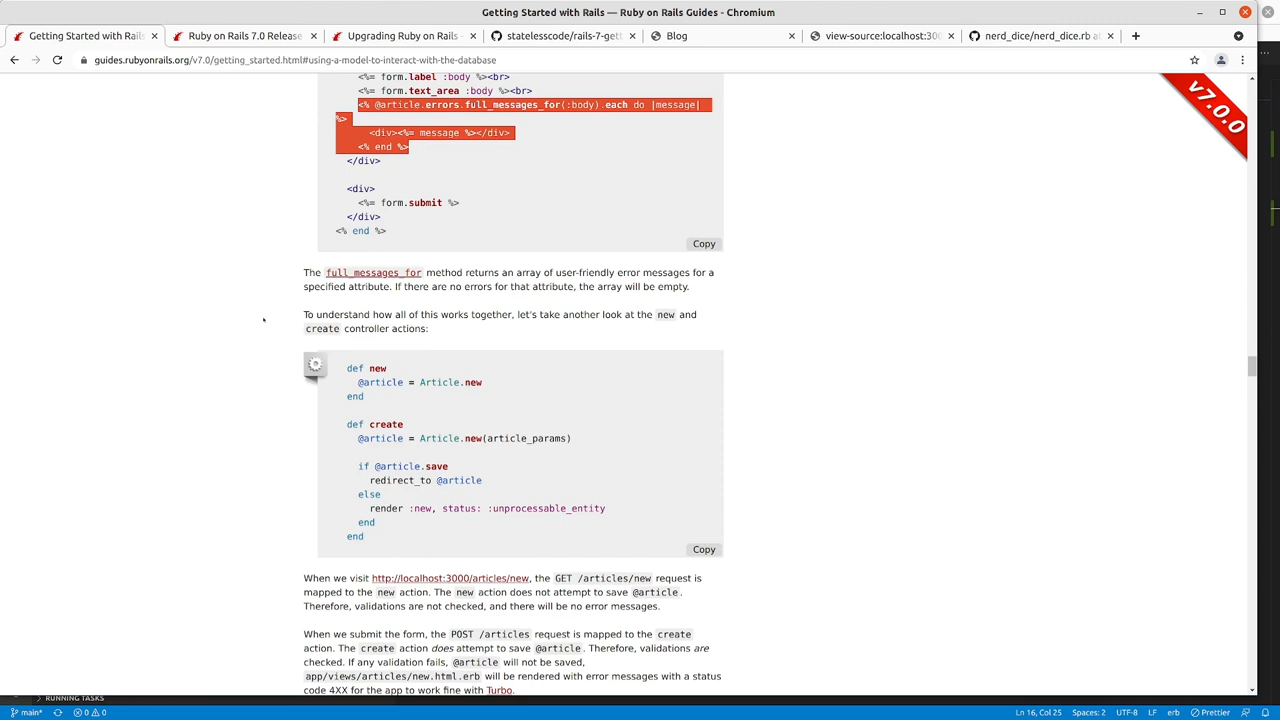 Getting Started with Rails — Ruby on Rails Guides - Chromium
Getting Started with Rails — Ruby on Rails 7.0 Release Upgrading Ruby on Rails — statelesscode/rails-7-get Blog view-source:localhost:300 nerd_dice/nerd_dice.rb at
guides.rubyonrails.org/v7.0/getting_started.html#using-a-model-to-interact-with-the-database
v7.0.0
<%= form.label :body %><br>
<%= form.text_area :body %><br>
<% @article.errors.full_messages_for(:body).each do |message|
%>
<div><%= message %></div>
<% end %>
</div>
<div>
<%= form.submit %>
</div>
<% end %>
Copy
The full_messages_for method returns an array of user-friendly error messages for a
specified attribute. If there are no errors for that attribute, the array will be empty.
To understand how all of this works together, let's take another look at the new and
create controller actions:
def new
@article = Article.new
end
def create
@article = Article.new(article_params)
if @article.save
redirect_to @article
else
render :new, status: :unprocessable_entity
end
end
Copy
When we visit http://localhost:3000/articles/new, the GET /articles/new request is
mapped to the new action. The new action does not attempt to save @article.
Therefore, validations are not checked, and there will be no error messages.
When we submit the form, the POST /articles request is mapped to the create
action. The create action does attempt to save @article. Therefore, validations are
checked. If any validation fails, @article will not be saved,
app/views/articles/new.html.erb will be rendered with error messages with a status
code 4XX for the app to work fine with Turbo.
RUNNING TASKS
main* 0 0 Ln 16, Col 25 Spaces: 2 UTF-8 LF erb Prettier